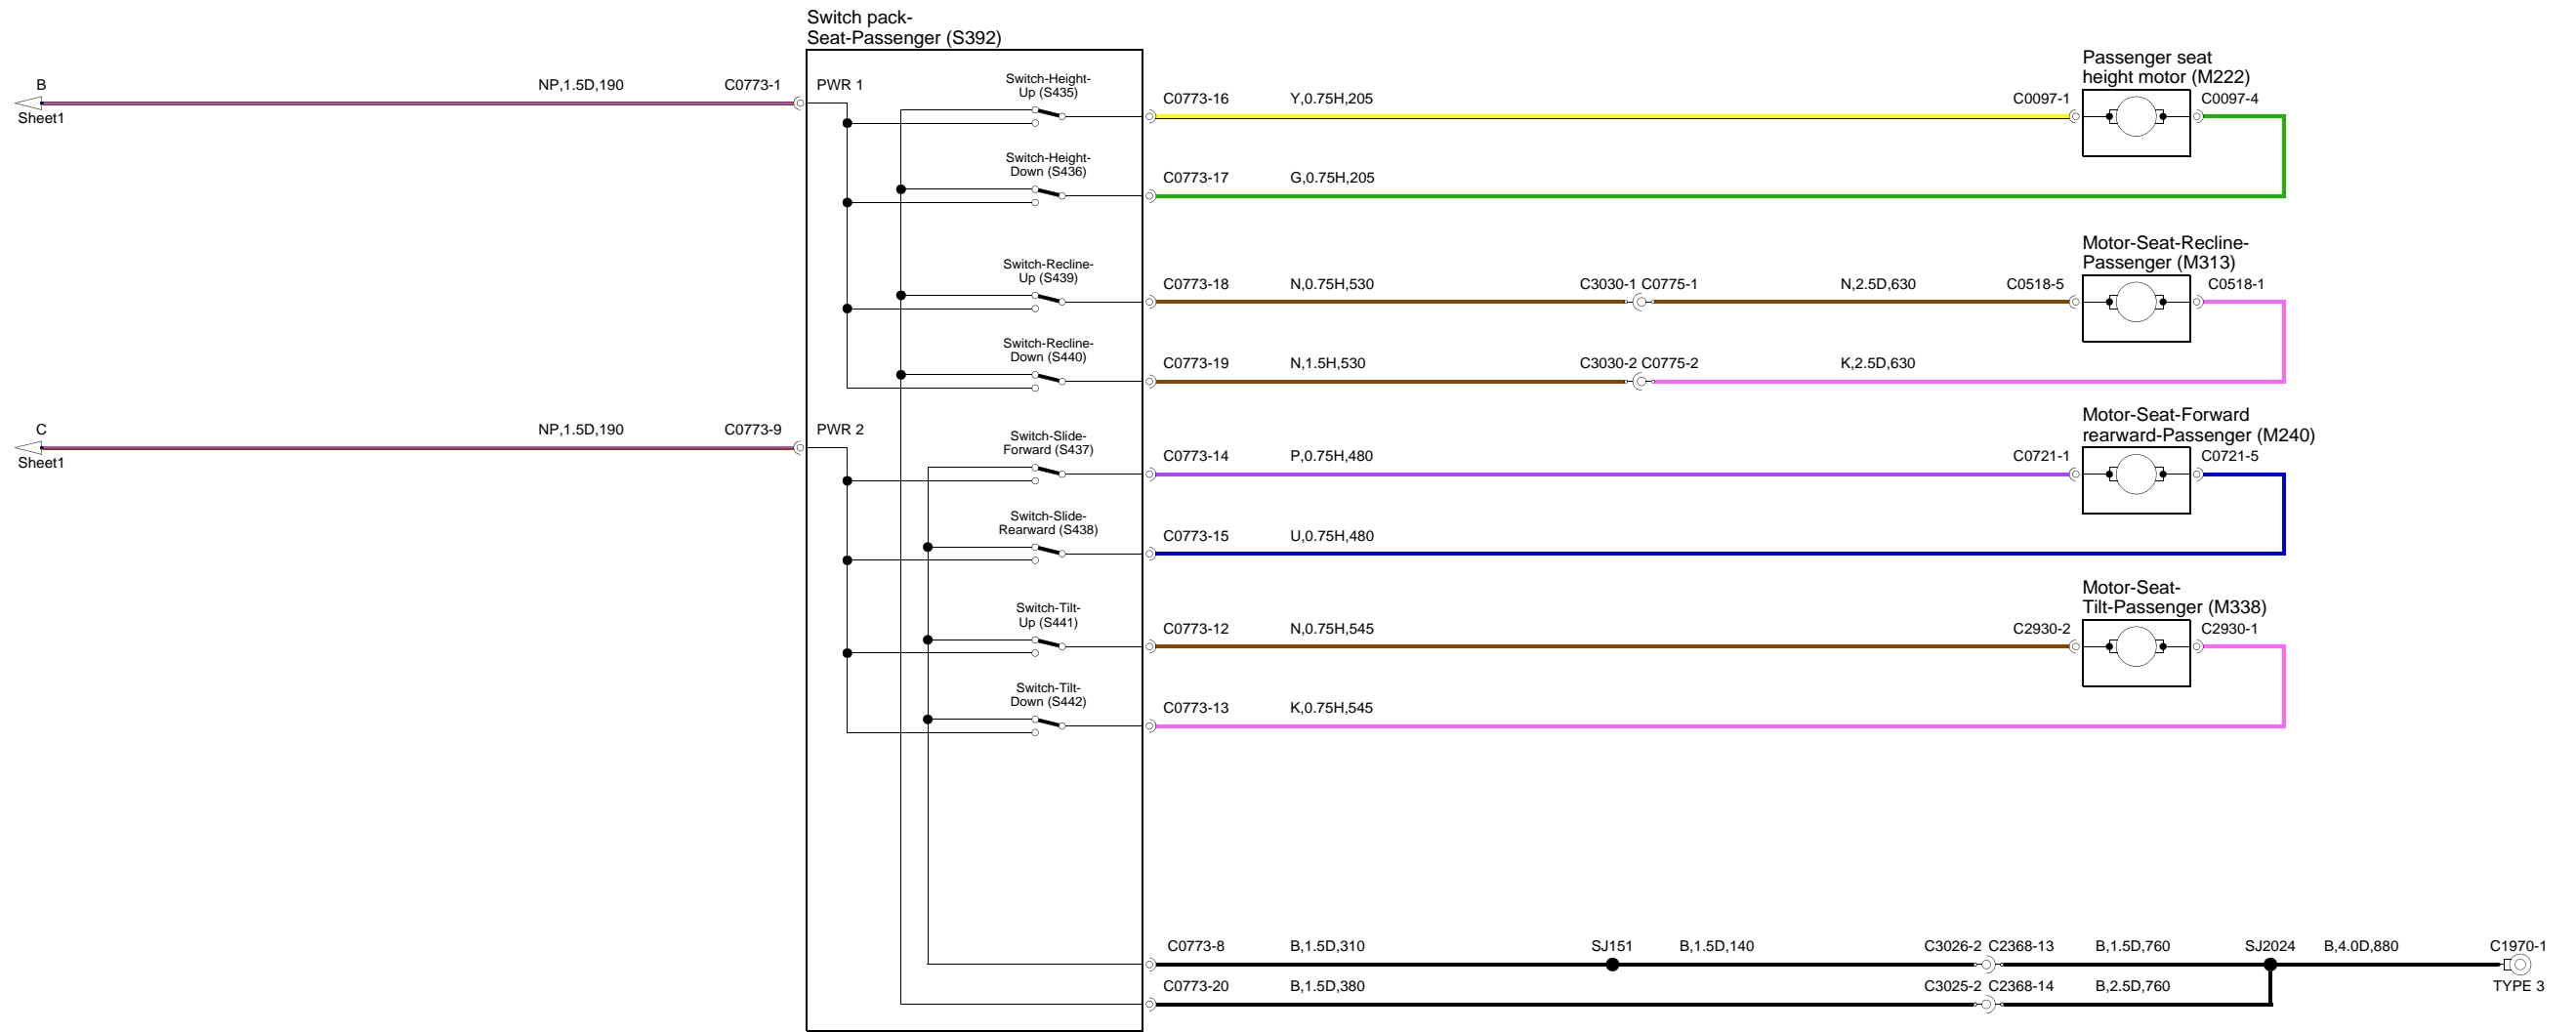 Switch pack-
Seat-Passenger (S392)
B
Sheet1
NP,1.5D,190
C0773-1
PWR 1
Switch-Height-
Up (S435)
C0773-16
Y,0.75H,205
C0097-1
Passenger seat
height motor (M222)
C0097-4
Switch-Height-
Down (S436)
C0773-17
G,0.75H,205
Switch-Recline-
Up (S439)
C0773-18
N,0.75H,530
C3030-1 C0775-1
N,2.5D,630
C0518-5
Motor-Seat-Recline-
Passenger (M313)
C0518-1
Switch-Recline-
Down (S440)
C0773-19
N,1.5H,530
C3030-2 C0775-2
K,2.5D,630
C
Sheet1
NP,1.5D,190
C0773-9
PWR 2
Switch-Slide-
Forward (S437)
C0773-14
P,0.75H,480
C0721-1
Motor-Seat-Forward
rearward-Passenger (M240)
C0721-5
Switch-Slide-
Rearward (S438)
C0773-15
U,0.75H,480
Switch-Tilt-
Up (S441)
C0773-12
N,0.75H,545
C2930-2
Motor-Seat-
Tilt-Passenger (M338)
C2930-1
Switch-Tilt-
Down (S442)
C0773-13
K,0.75H,545
C0773-8
B,1.5D,310
SJ151
B,1.5D,140
C3026-2 C2368-13
B,1.5D,760
SJ2024
B,4.0D,880
C1970-1
TYPE 3
C0773-20
B,1.5D,380
C3025-2 C2368-14
B,2.5D,760